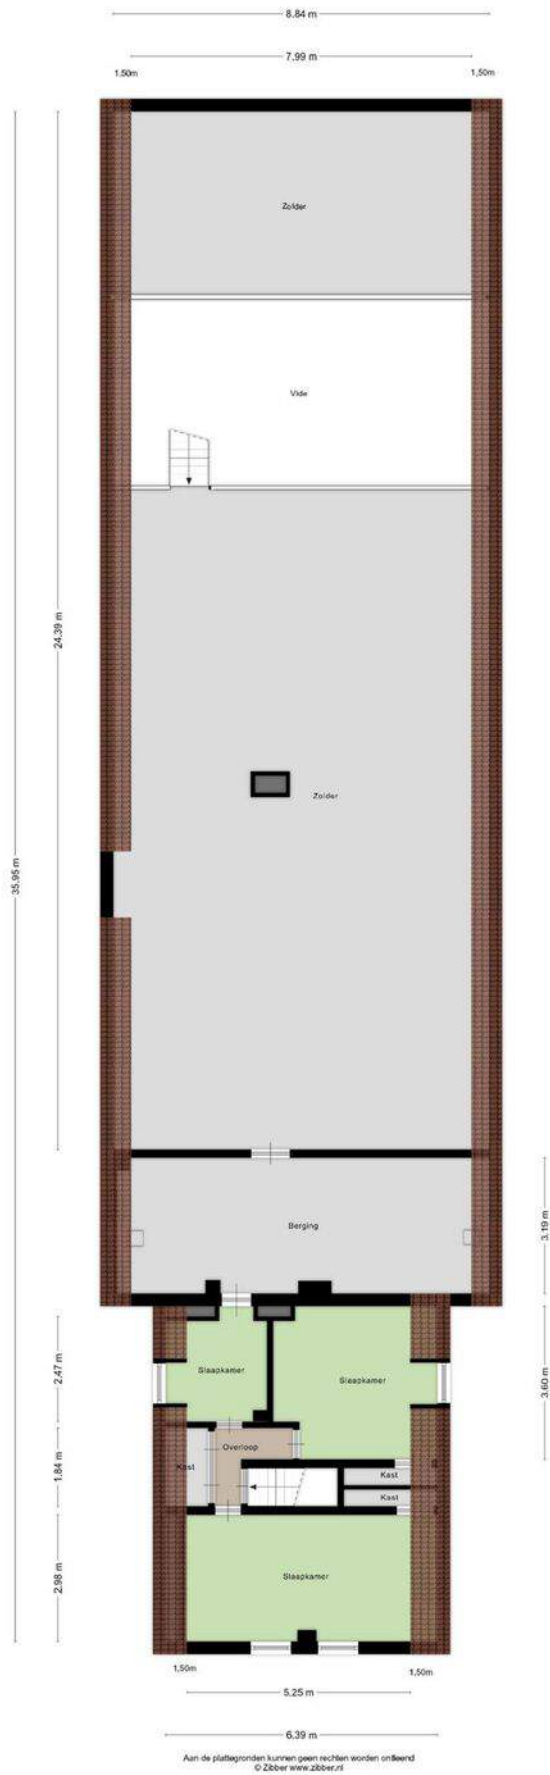 8.84 m
7.99 m
1.50m
1,50m
Zolder
Vide
24.39 m
Zolder
35.95 m
Berging
3.19 m
Slaapkamer
2.47 m
Slaapkamer
3.60 m
Overloop
Kast
1.84 m
Kast
Kast
Slaapkamer
2.98 m
1,50m
1,50m
5.25 m
6.39 m
Aan de plattegronden kunnen geen rechten worden ontleend
© Zibber www.zibber.nl